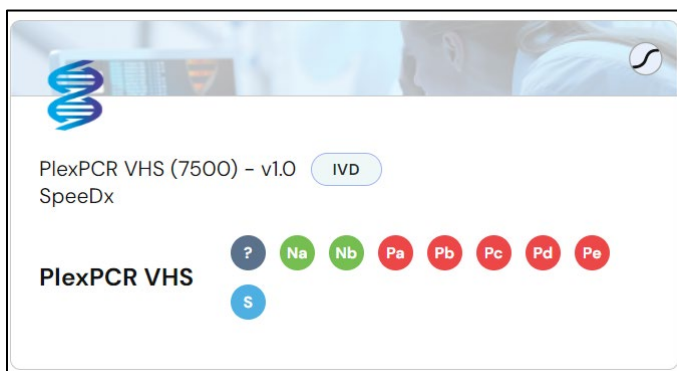 PlexPCR VHS (7500) – v1.0 IVD
SpeeDx
PlexPCR VHS ? Na Nb Pa Pb Pc Pd Pe
S